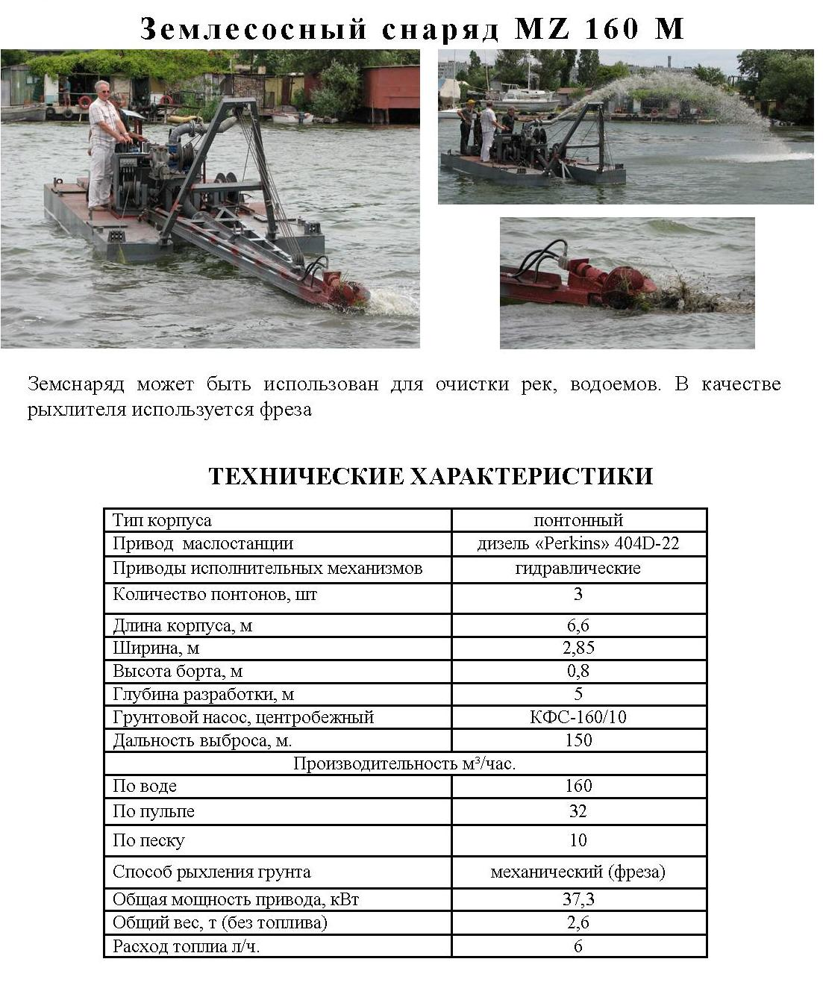 Землесосный снаряд MZ 160 М
Земснаряд может быть использован для очистки рек, водоемов. В качестве
рыхлителя используется фреза
ТЕХНИЧЕСКИЕ ХАРАКТЕРИСТИКИ
Тип корпуса понтонный
Привод маслостанции дизель «Perkins» 404D-22
Приводы исполнительных механизмов гидравлические
Количество понтонов, шт 3
Длина корпуса, м 6,6
Ширина, м 2,85
Высота борта, м 0,8
Глубина разработки, м 5
Грунтовой насос, центробежный КФС-160/10
Дальность выброса, м. 150
Производительность м³/час.
По воде 160
По пульпе 32
По песку 10
Способ рыхления грунта механический (фреза)
Общая мощность привода, кВт 37,3
Общий вес, т (без топлива) 2,6
Расход топлиа л/ч. 6